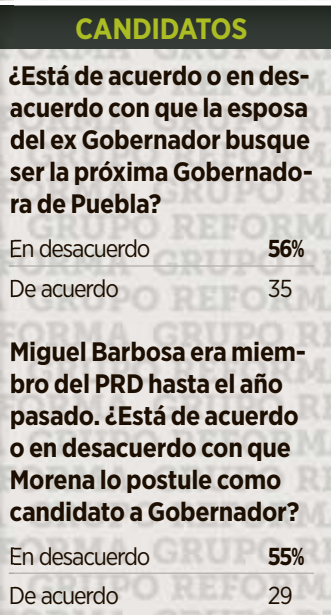 CANDIDATOS
¿Está de acuerdo o en des-
acuerdo con que la esposa
del ex Gobernador busque
ser la próxima Gobernado-
ra de Puebla?
En desacuerdo 56%
De acuerdo 35
Miguel Barbosa era miem-
bro del PRD hasta el año
pasado. ¿Está de acuerdo
o en desacuerdo con que
Morena lo postule como
candidato a Gobernador?
En desacuerdo 55%
De acuerdo 29